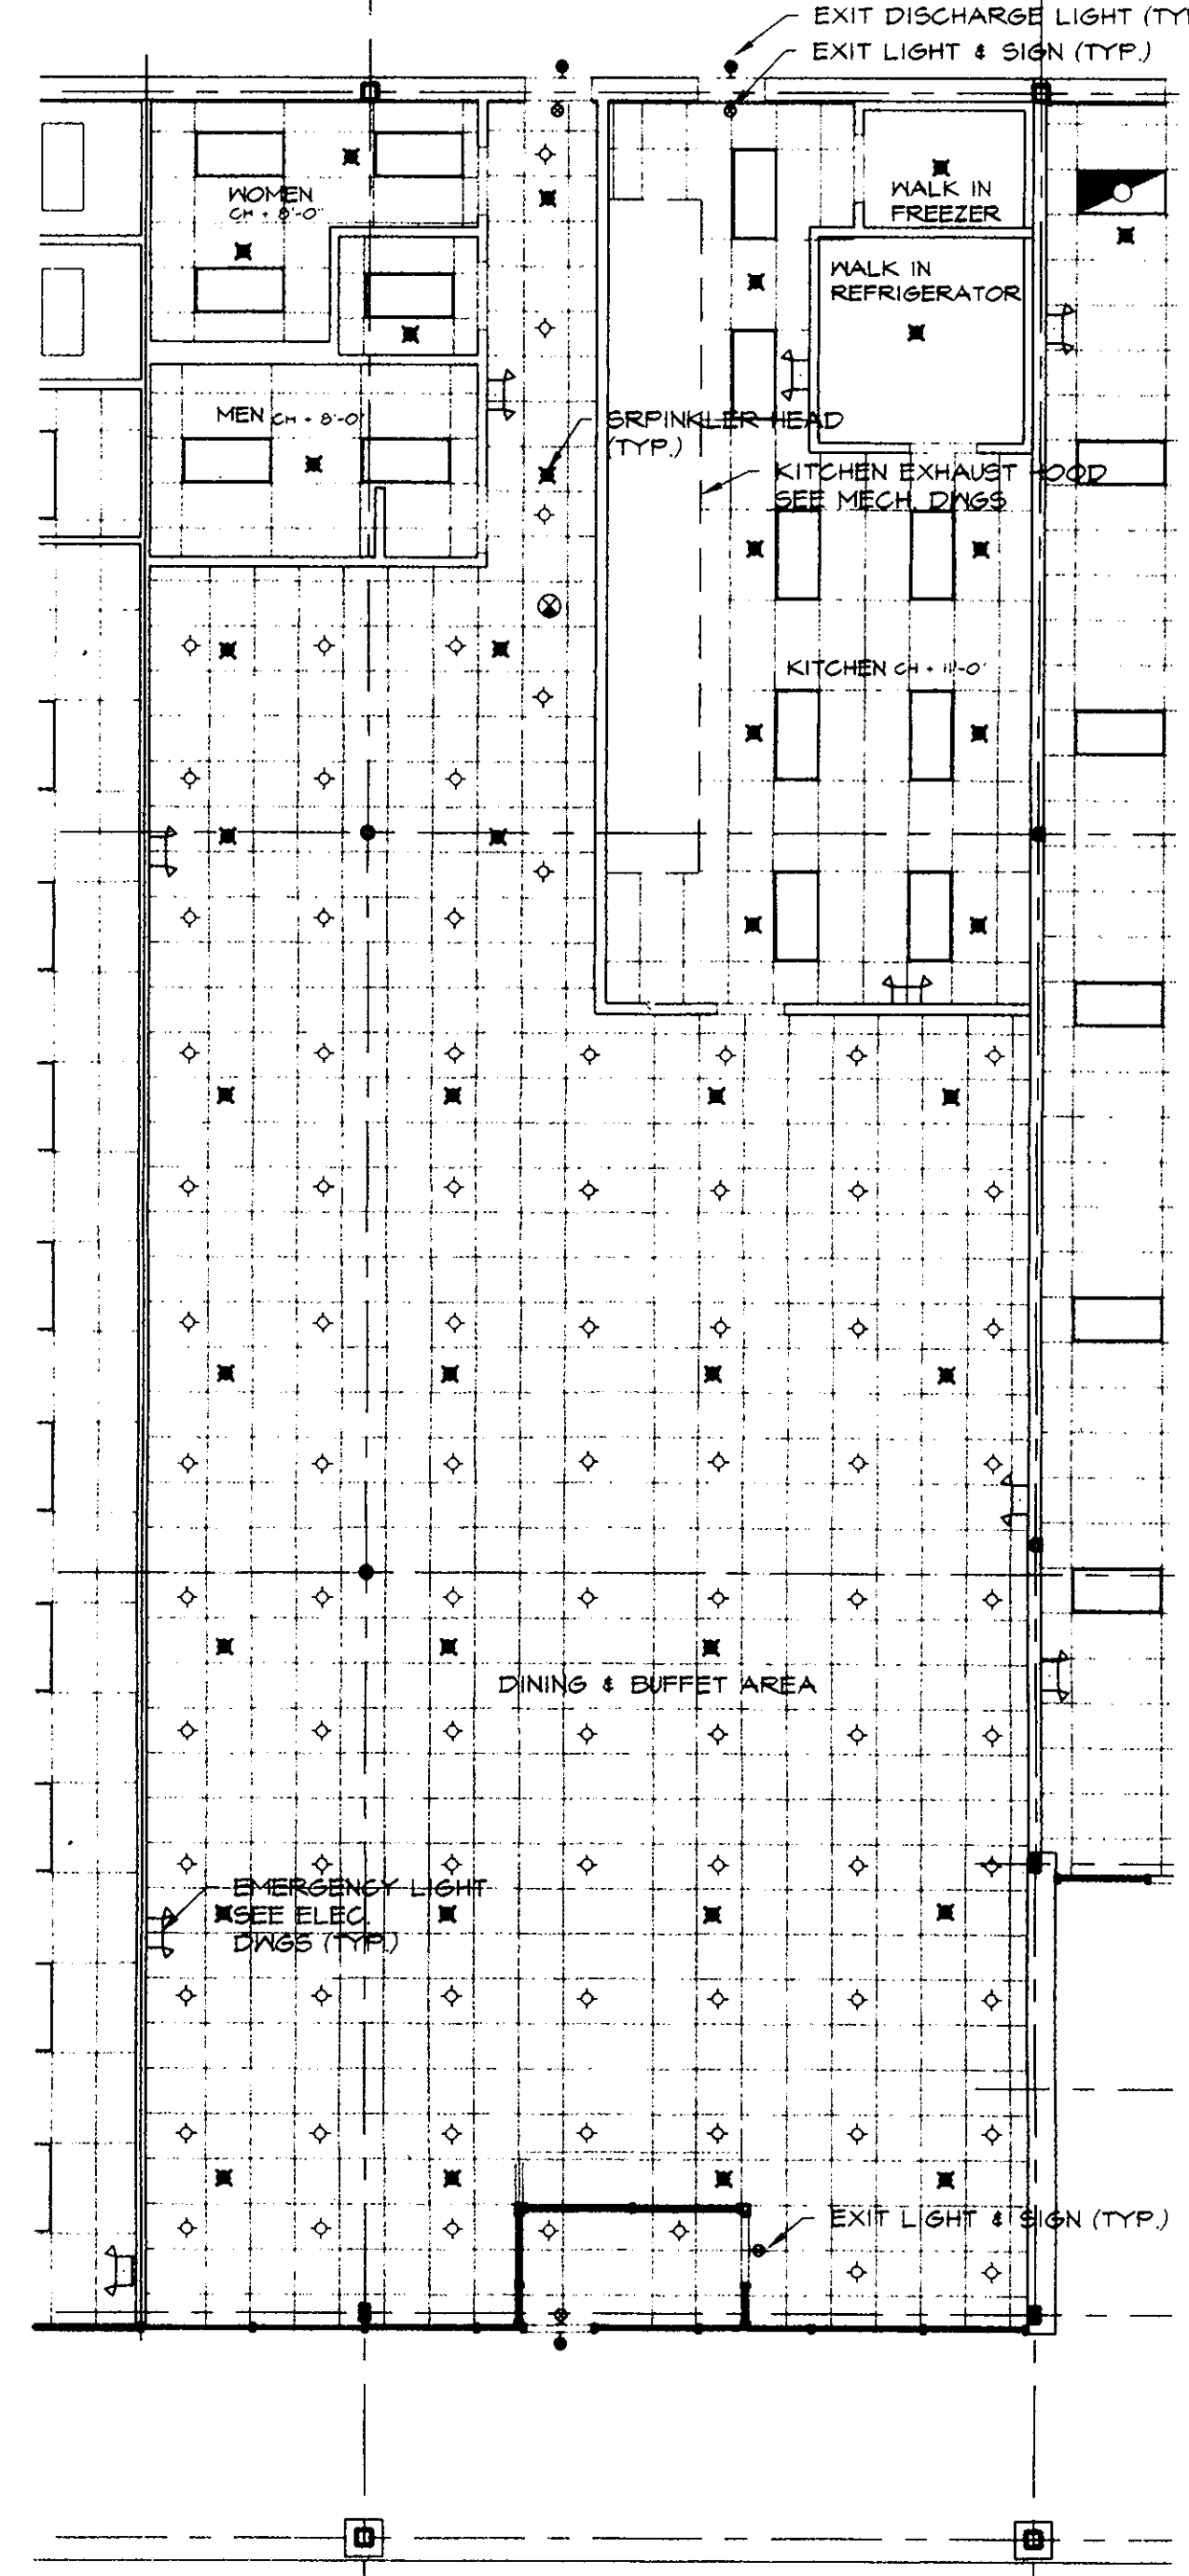 EXIT DISCHARGE LIGHT (TYP
EXIT LIGHT & SIGN (TYP.)
WOMEN
CH = 8'-0"
WALK IN
FREEZER
WALK IN
REFRIGERATOR
MEN CH = 8'-0"
SRPINKLER HEAD
(TYP.)
KITCHEN EXHAUST HOOD
SEE MECH. DWGS
KITCHEN CH = 11'-0"
DINING & BUFFET AREA
EMERGENCY LIGHT
SEE ELEC.
DWGS (TYP.)
EXIT LIGHT & SIGN (TYP.)